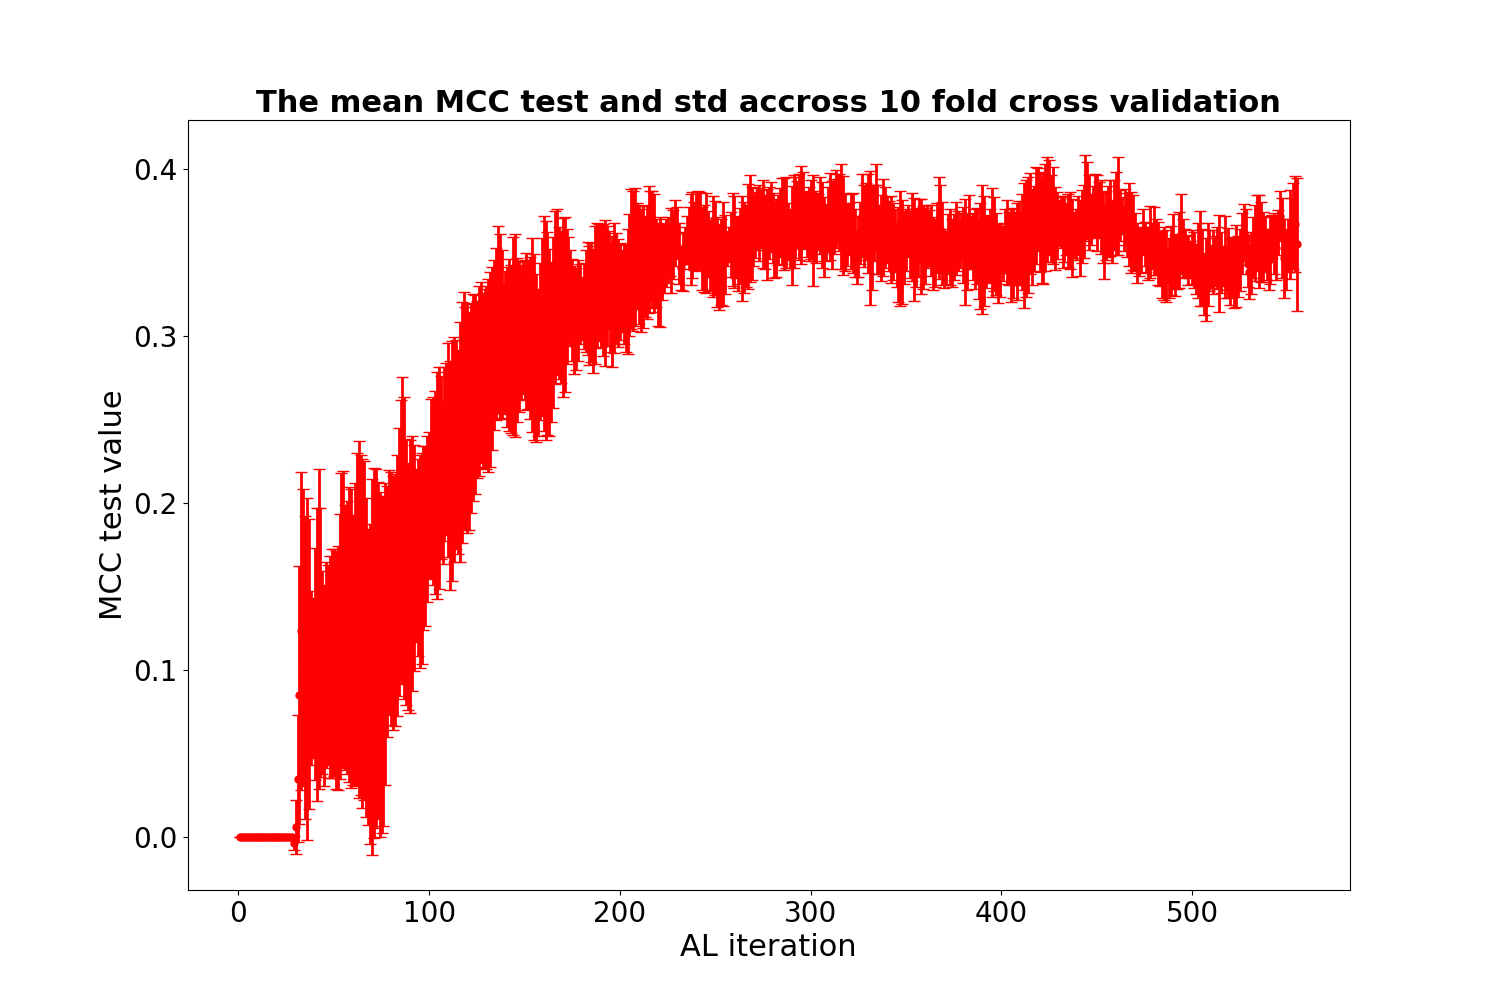 The mean MCC test and std accross 10 fold cross validation
0.4
0.3
0.2
0.1
0.0
MCC test value
0 100 200 300 400 500
AL iteration